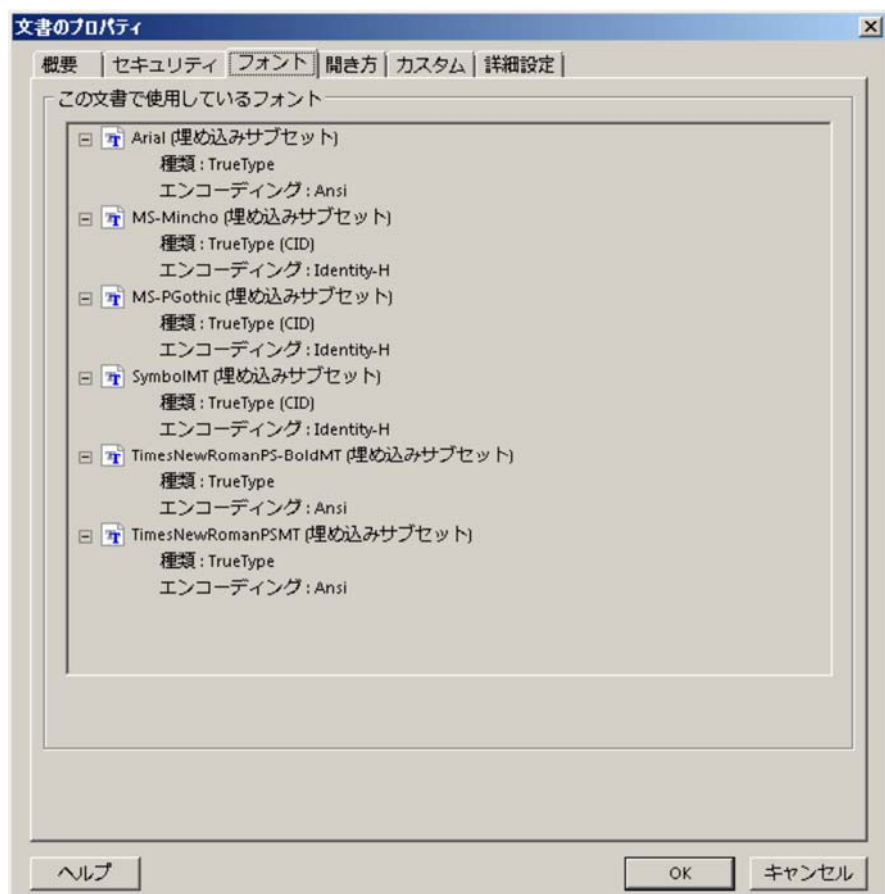 文書のプロパティ
概要 セキュリティ フォント 開き方 カスタム 詳細設定
この文書で使用しているフォント
Arial (埋め込みサブセット)
種類 : TrueType
エンコーディング : Ansi
MS-Mincho (埋め込みサブセット)
種類 : TrueType (CID)
エンコーディング : Identity-H
MS-PGothic (埋め込みサブセット)
種類 : TrueType (CID)
エンコーディング : Identity-H
SymbolMT (埋め込みサブセット)
種類 : TrueType (CID)
エンコーディング : Identity-H
TimesNewRomanPS-BoldMT (埋め込みサブセット)
種類 : TrueType
エンコーディング : Ansi
TimesNewRomanPSMT (埋め込みサブセット)
種類 : TrueType
エンコーディング : Ansi
ヘルプ OK キャンセル